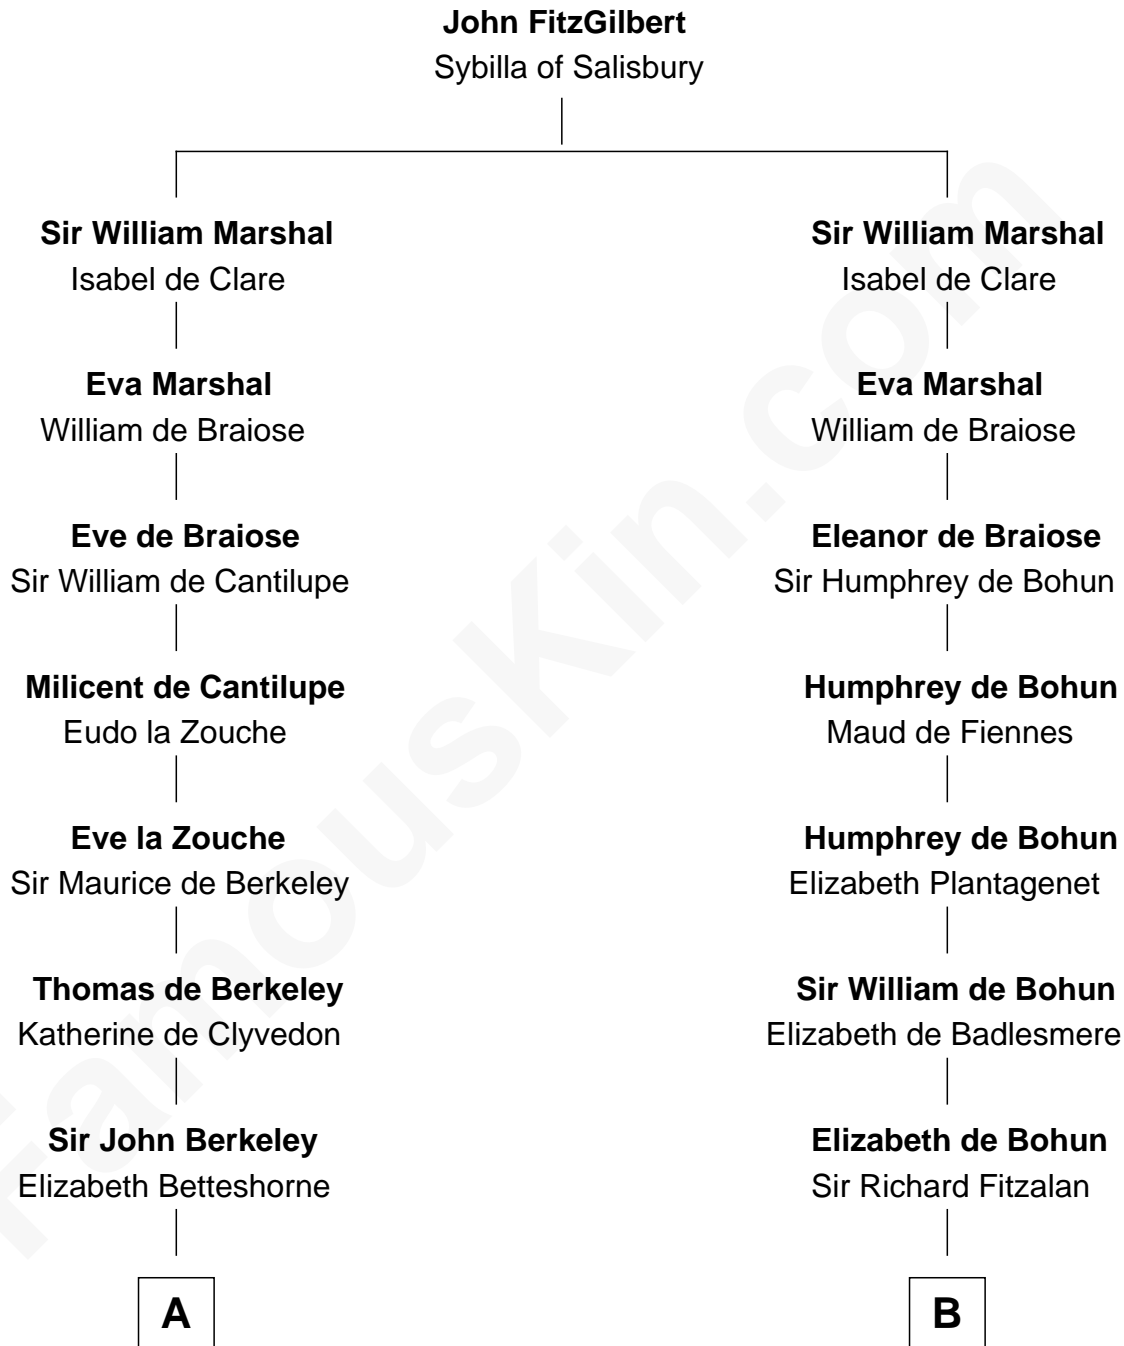 John FitzGilbert
Sybilla of Salisbury
Sir William Marshal
Isabel de Clare
Sir William Marshal
Isabel de Clare
Eva Marshal
William de Braiose
Eva Marshal
William de Braiose
Eve de Braiose
Sir William de Cantilupe
Eleanor de Braiose
Sir Humphrey de Bohun
Milicent de Cantilupe
Eudo la Zouche
Humphrey de Bohun
Maud de Fiennes
Eve la Zouche
Sir Maurice de Berkeley
Humphrey de Bohun
Elizabeth Plantagenet
Thomas de Berkeley
Katherine de Clyvedon
Sir William de Bohun
Elizabeth de Badlesmere
Sir John Berkeley
Elizabeth Betteshorne
Elizabeth de Bohun
Sir Richard Fitzalan
A
B
FamousKin.com